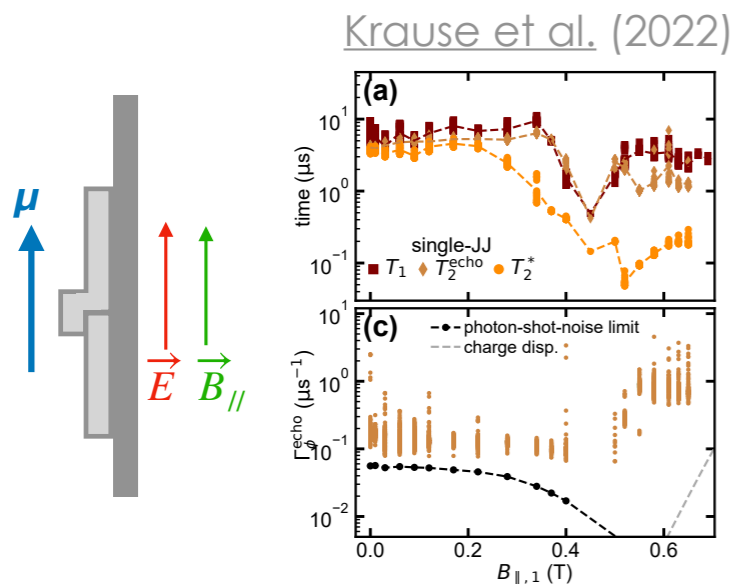 Krause et al. (2022)
μ
E
B//
(a)
time (μs)
10¹
10⁰
10⁻¹
single-JJ
T₁ T₂ᵉᶜʰᵒ T₂*
(c)
photon-shot-noise limit
charge disp.
Γᵩᵉᶜʰᵒ (μs⁻¹)
10⁰
10⁻¹
10⁻²
0.0 0.2 0.4 0.6
B∥,1 (T)